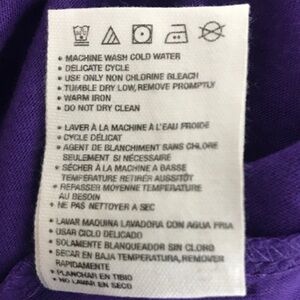 • MACHINE WASH COLD WATER
• DELICATE CYCLE
• USE ONLY NON CHLORINE BLEACH
• TUMBLE DRY LOW, REMOVE PROMPTLY
• WARM IRON
• DO NOT DRY CLEAN
• LAVER À LA MACHINE À L'EAU FROIDE
• CYCLE DÉLICAT
• AGENT DE BLANCHIMENT SANS CHLORE
SEULEMENT SI NÉCESSAIRE
• SÉCHER À LA MACHINE A BASSE
TEMPERATURE RETIRER AUSSITÔT
• REPASSER MOYENNE TEMPERATURE
AU BESOIN
• NE PAS NETTOYER A SEC
• LAVAR MAQUINA LAVADORA CON AGUA FRIA
• USAR CICLO DELICADO
• SOLAMENTE BLANQUEADOR SIN CLORO
SECAR EN BAJA TEMPERATURA, REMOVER
RAPIDAMENTE
• PLANCHAR EN TIBIO
• NO LAVAR EN SECO